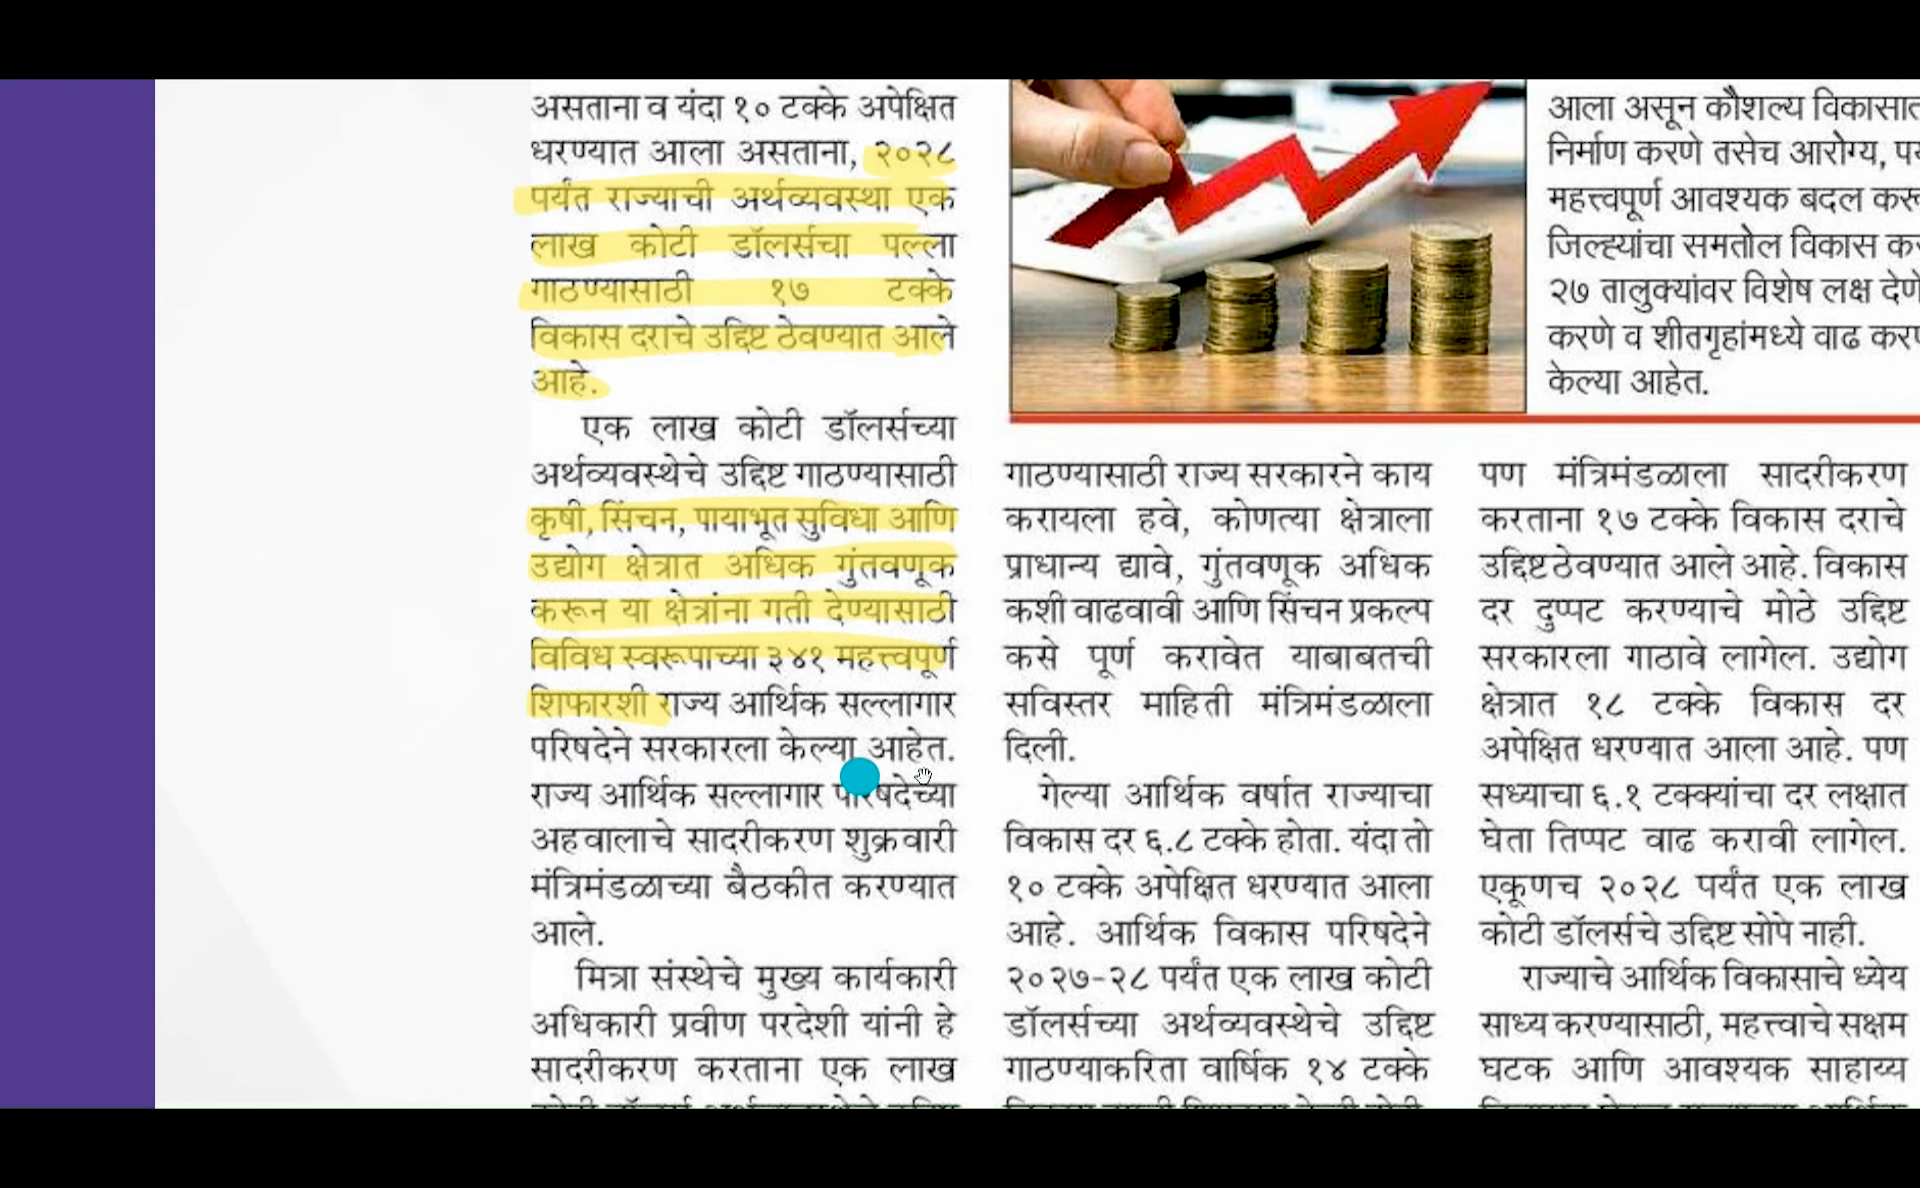 असताना व यंदा १० टक्के अपेक्षित
धरण्यात आला असताना, २०२८
पर्यंत राज्याची अर्थव्यवस्था एक
लाख कोटी डॉलर्सचा पल्ला
गाठण्यासाठी १७ टक्के
विकास दराचे उद्दिष्ट ठेवण्यात आले
आहे.
एक लाख कोटी डॉलर्सच्या
अर्थव्यवस्थेचे उद्दिष्ट गाठण्यासाठी
कृषी, सिंचन, पायाभूत सुविधा आणि
उद्योग क्षेत्रात अधिक गुंतवणूक
करून या क्षेत्रांना गती देण्यासाठी
विविध स्वरूपाच्या ३४१ महत्त्वपूर्ण
शिफारशी राज्य आर्थिक सल्लागार
परिषदेने सरकारला केल्या आहेत.
राज्य आर्थिक सल्लागार परिषदेच्या
अहवालाचे सादरीकरण शुक्रवारी
मंत्रिमंडळाच्या बैठकीत करण्यात
आले.
मित्रा संस्थेचे मुख्य कार्यकारी
अधिकारी प्रवीण परदेशी यांनी हे
सादरीकरण करताना एक लाख
गाठण्यासाठी राज्य सरकारने काय
करायला हवे, कोणत्या क्षेत्राला
प्राधान्य द्यावे, गुंतवणूक अधिक
कशी वाढवावी आणि सिंचन प्रकल्प
कसे पूर्ण करावेत याबाबतची
सविस्तर माहिती मंत्रिमंडळाला
दिली.
गेल्या आर्थिक वर्षात राज्याचा
विकास दर ६.८ टक्के होता. यंदा तो
१० टक्के अपेक्षित धरण्यात आला
आहे. आर्थिक विकास परिषदेने
२०२७-२८ पर्यंत एक लाख कोटी
डॉलर्सच्या अर्थव्यवस्थेचे उद्दिष्ट
गाठण्याकरिता वार्षिक १४ टक्के
आला असून कौशल्य विकासात
निर्माण करणे तसेच आरोग्य,
महत्त्वपूर्ण आवश्यक बदल
जिल्ह्यांचा समतोल विकास
२७ तालुक्यांवर विशेष लक्ष
करणे व शीतगृहांमध्ये वाढ
केल्या आहेत.
पण मंत्रिमंडळाला सादरीकरण
करताना १७ टक्के विकास दराचे
उद्दिष्ट ठेवण्यात आले आहे. विकास
दर दुप्पट करण्याचे मोठे उद्दिष्ट
सरकारला गाठावे लागेल. उद्योग
क्षेत्रात १८ टक्के विकास दर
अपेक्षित धरण्यात आला आहे. पण
सध्याचा ६.१ टक्क्यांचा दर लक्षात
घेता तिप्पट वाढ करावी लागेल.
एकूणच २०२८ पर्यंत एक लाख
कोटी डॉलर्सचे उद्दिष्ट सोपे नाही.
राज्याचे आर्थिक विकासाचे ध्येय
साध्य करण्यासाठी, महत्त्वाचे सक्षम
घटक आणि आवश्यक साहाय्य